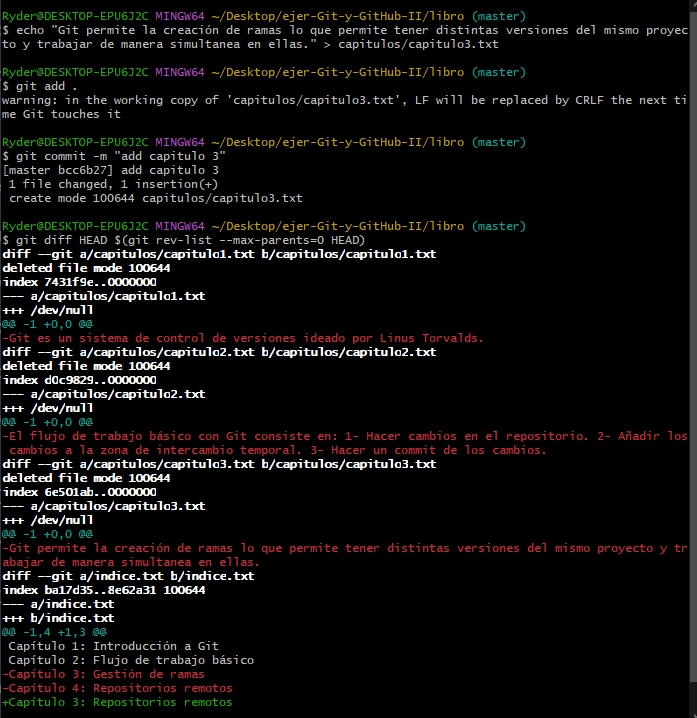 Ryder@DESKTOP-EPU6J2C MINGW64 ~/Desktop/ejer-Git-y-GitHub-II/libro (master)
$ echo "Git permite la creación de ramas lo que permite tener distintas versiones del mismo proyec
to y trabajar de manera simultanea en ellas." > capitulos/capitulo3.txt
Ryder@DESKTOP-EPU6J2C MINGW64 ~/Desktop/ejer-Git-y-GitHub-II/libro (master)
$ git add .
warning: in the working copy of 'capitulos/capitulo3.txt', LF will be replaced by CRLF the next ti
me Git touches it
Ryder@DESKTOP-EPU6J2C MINGW64 ~/Desktop/ejer-Git-y-GitHub-II/libro (master)
$ git commit -m "add capitulo 3"
[master bcc6b27] add capitulo 3
 1 file changed, 1 insertion(+)
 create mode 100644 capitulos/capitulo3.txt
Ryder@DESKTOP-EPU6J2C MINGW64 ~/Desktop/ejer-Git-y-GitHub-II/libro (master)
$ git diff HEAD $(git rev-list --max-parents=0 HEAD)
diff --git a/capitulos/capitulo1.txt b/capitulos/capitulo1.txt
deleted file mode 100644
index 7431f9e..0000000
--- a/capitulos/capitulo1.txt
+++ /dev/null
@@ -1 +0,0 @@
-Git es un sistema de control de versiones ideado por Linus Torvalds.
diff --git a/capitulos/capitulo2.txt b/capitulos/capitulo2.txt
deleted file mode 100644
index d0c9829..0000000
--- a/capitulos/capitulo2.txt
+++ /dev/null
@@ -1 +0,0 @@
-El flujo de trabajo básico con Git consiste en: 1- Hacer cambios en el repositorio. 2- Añadir los
 cambios a la zona de intercambio temporal. 3- Hacer un commit de los cambios.
diff --git a/capitulos/capitulo3.txt b/capitulos/capitulo3.txt
deleted file mode 100644
index 6e501ab..0000000
--- a/capitulos/capitulo3.txt
+++ /dev/null
@@ -1 +0,0 @@
-Git permite la creación de ramas lo que permite tener distintas versiones del mismo proyecto y tr
abajar de manera simultanea en ellas.
diff --git a/indice.txt b/indice.txt
index ba17d35..8e62a31 100644
--- a/indice.txt
+++ b/indice.txt
@@ -1,4 +1,3 @@
 Capítulo 1: Introducción a Git
 Capítulo 2: Flujo de trabajo básico
-Capítulo 3: Gestión de ramas
-Capítulo 4: Repositorios remotos
+Capítulo 3: Repositorios remotos